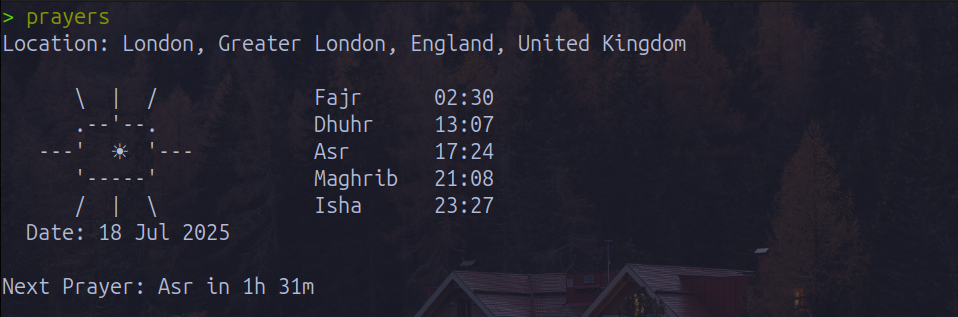 > prayers
Location: London, Greater London, England, United Kingdom
     \  |  /             Fajr      02:30
      .--'--.            Dhuhr     13:07
   ---'  ☀  '---         Asr       17:24
      '-----'            Maghrib   21:08
      /  |  \            Isha      23:27
  Date: 18 Jul 2025
Next Prayer: Asr in 1h 31m